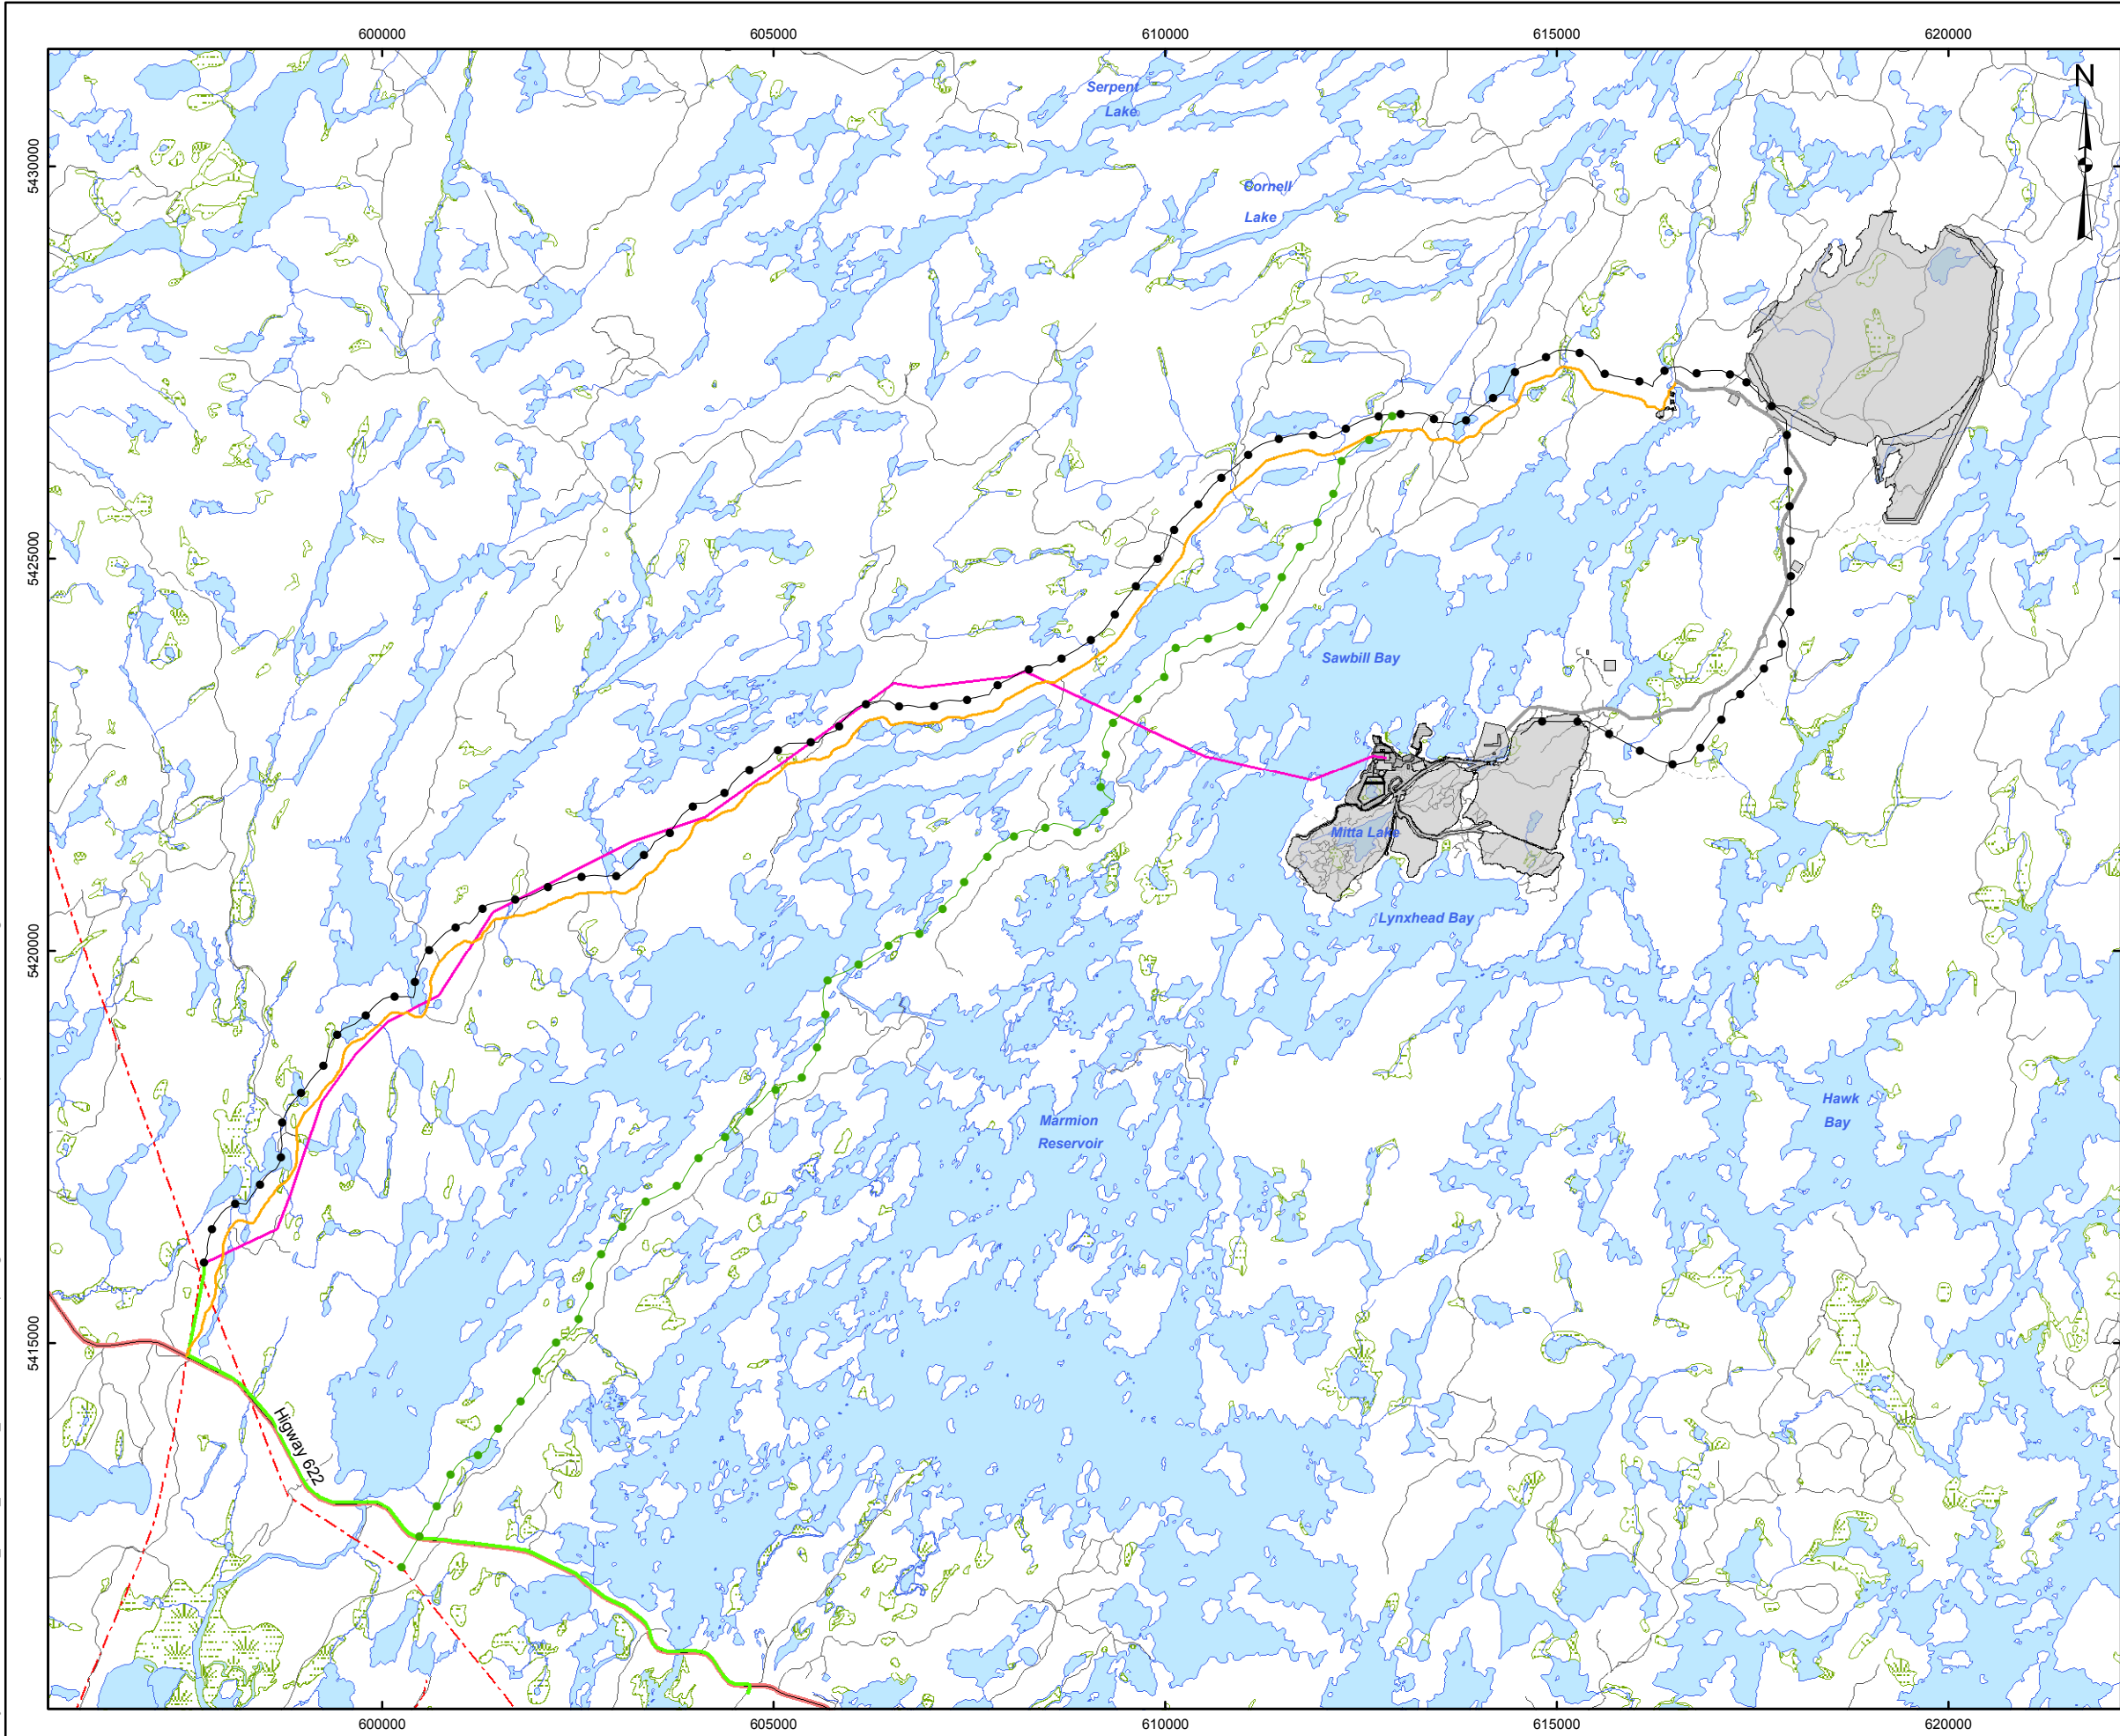 600000
605000
610000
615000
620000
N
Serpent
Lake
5430000
Cornell
Lake
5425000
Sawbill Bay
Mitta Lake
Lynxhead Bay
5420000
Hawk
Bay
Marmion
Reservoir
5415000
Higway 622
600000
605000
610000
615000
620000